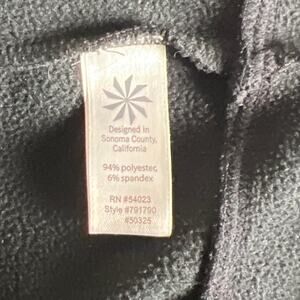 Designed in
Sonoma County,
California
94% polyester,
6% spandex
RN #54023
Style #791790
#50325